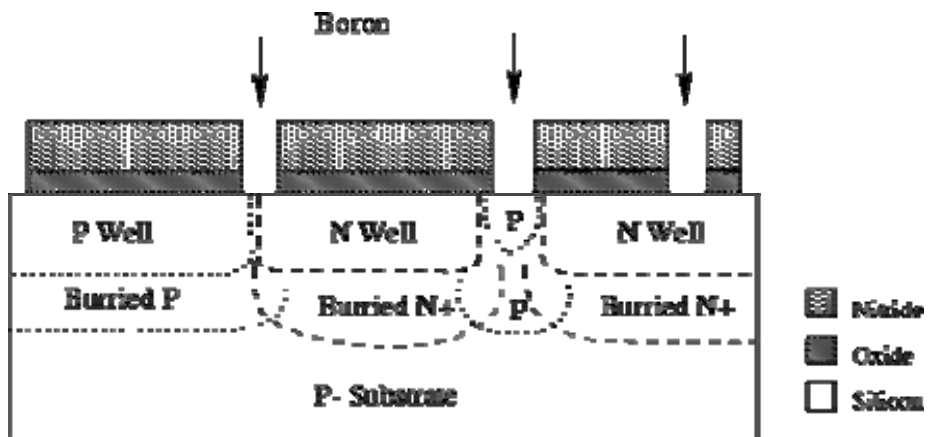 Boron
P Well
N Well
P
N Well
Burried P
Burried N+
P
Burried N+
P- Substrate
Nitride
Oxide
Silicon